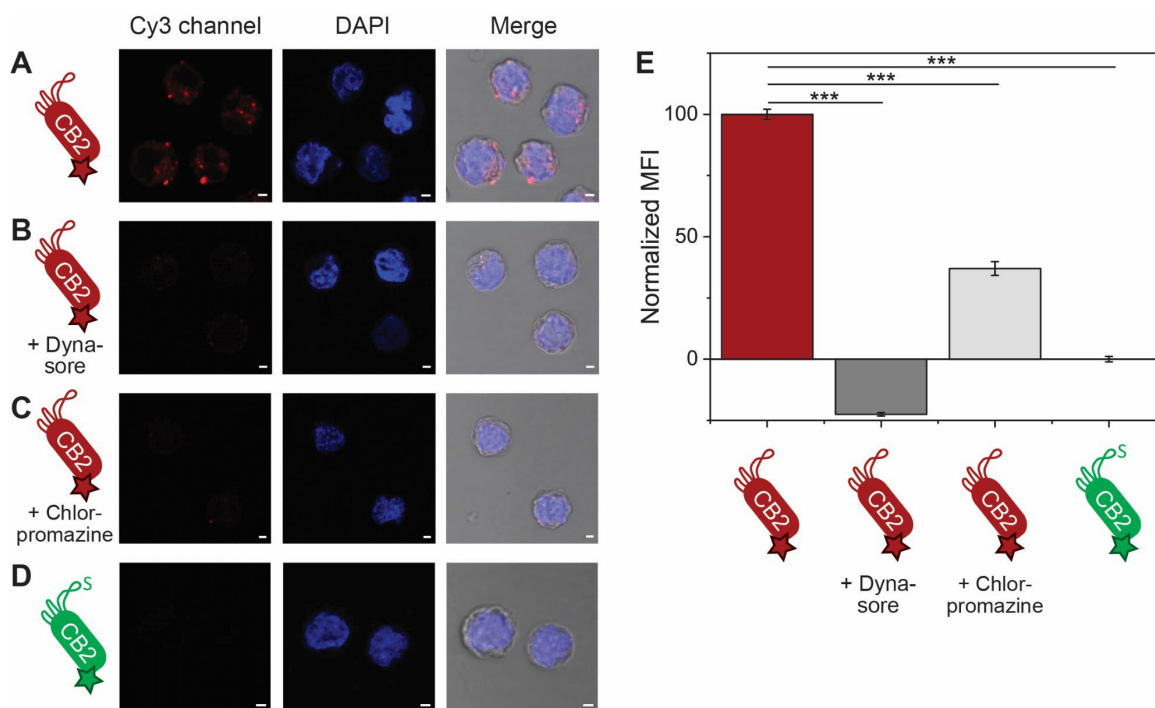 Cy3 channel DAPI Merge
A
CB2
B
CB2
+ Dyna-
sore
C
CB2
+ Chlor-
promazine
D
S
CB2
E
***
***
***
Normalized MFI
100
50
0
CB2 CB2 CB2 CB2 S
+ Dyna-
sore
+ Chlor-
promazine